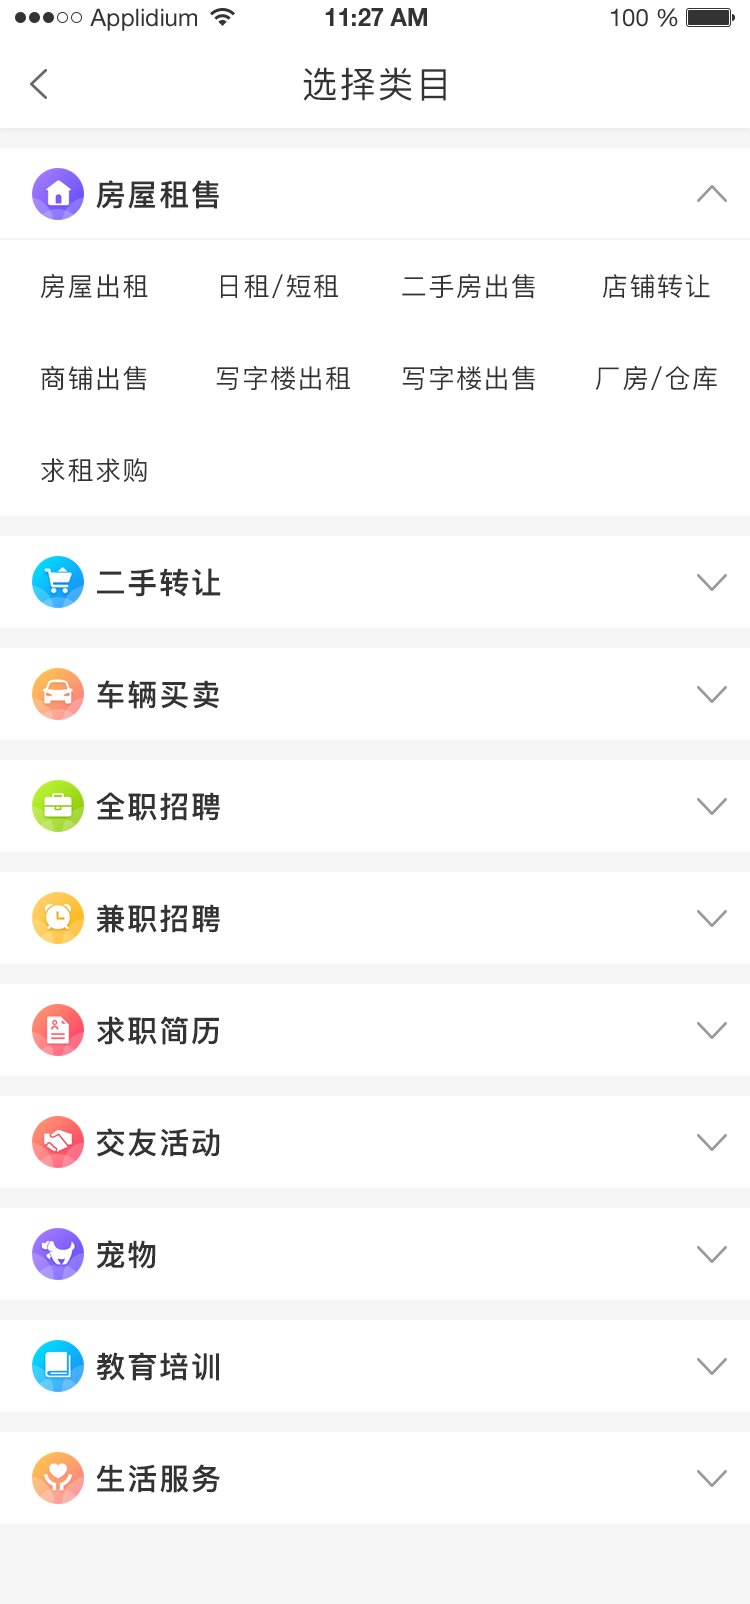 Applidium 11:27 AM 100 %
选择类目
房屋租售
房屋出租 日租/短租 二手房出售 店铺转让
商铺出售 写字楼出租 写字楼出售 厂房/仓库
求租求购
二手转让
车辆买卖
全职招聘
兼职招聘
求职简历
交友活动
宠物
教育培训
生活服务